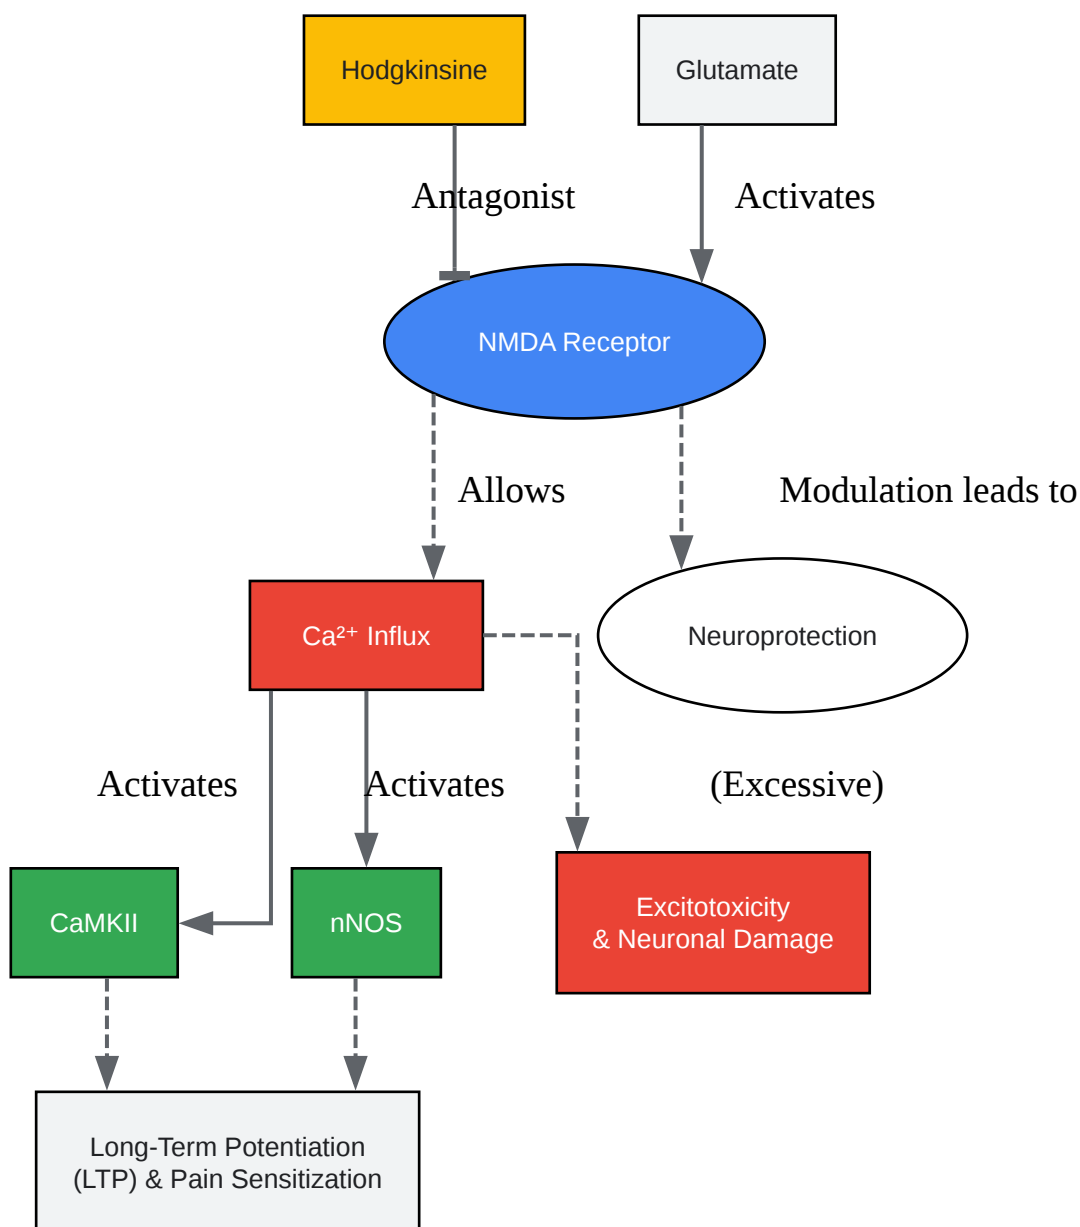 Hodgkinsine
Glutamate
Antagonist
Activates
NMDA Receptor
Allows
Modulation leads to
Ca²⁺ Influx
Neuroprotection
Activates
Activates
(Excessive)
CaMKII
nNOS
Excitotoxicity
& Neuronal Damage
Long-Term Potentiation
(LTP) & Pain Sensitization